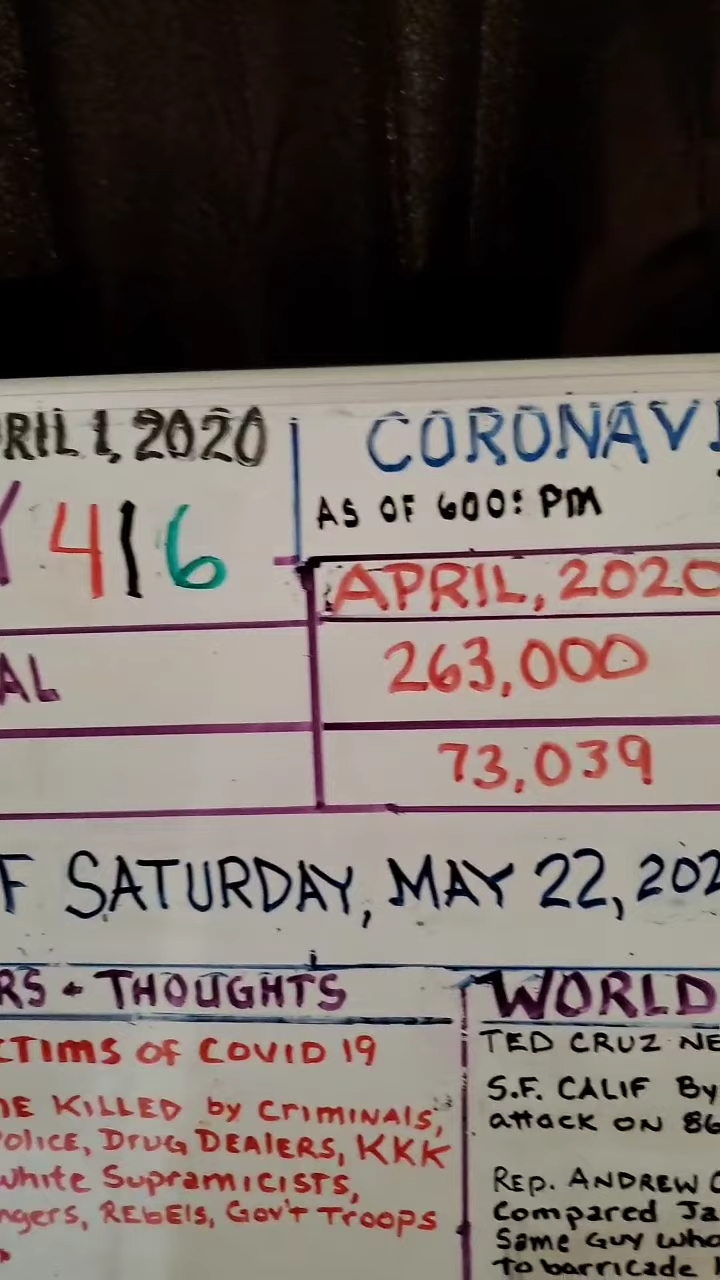 RIL 1, 2020
416
CORONAV
AS OF 600: PM
APRIL, 2020
AL
263,000
73,039
F SATURDAY, MAY 22, 202
RS + THOUGHTS
CTIMS OF COVID 19
NE KILLED by CriMiNAls,
OlicE, DruG DEAlErs, KKK
white SuprAMiCisTS,
ngers, REbElS, Gov't TrOOpS
WORLD
TED CRUZ NE
S.F. CALIF By
attack ON 86
REP. ANDREW C
Compared Ja
Same Guy who
to barricade